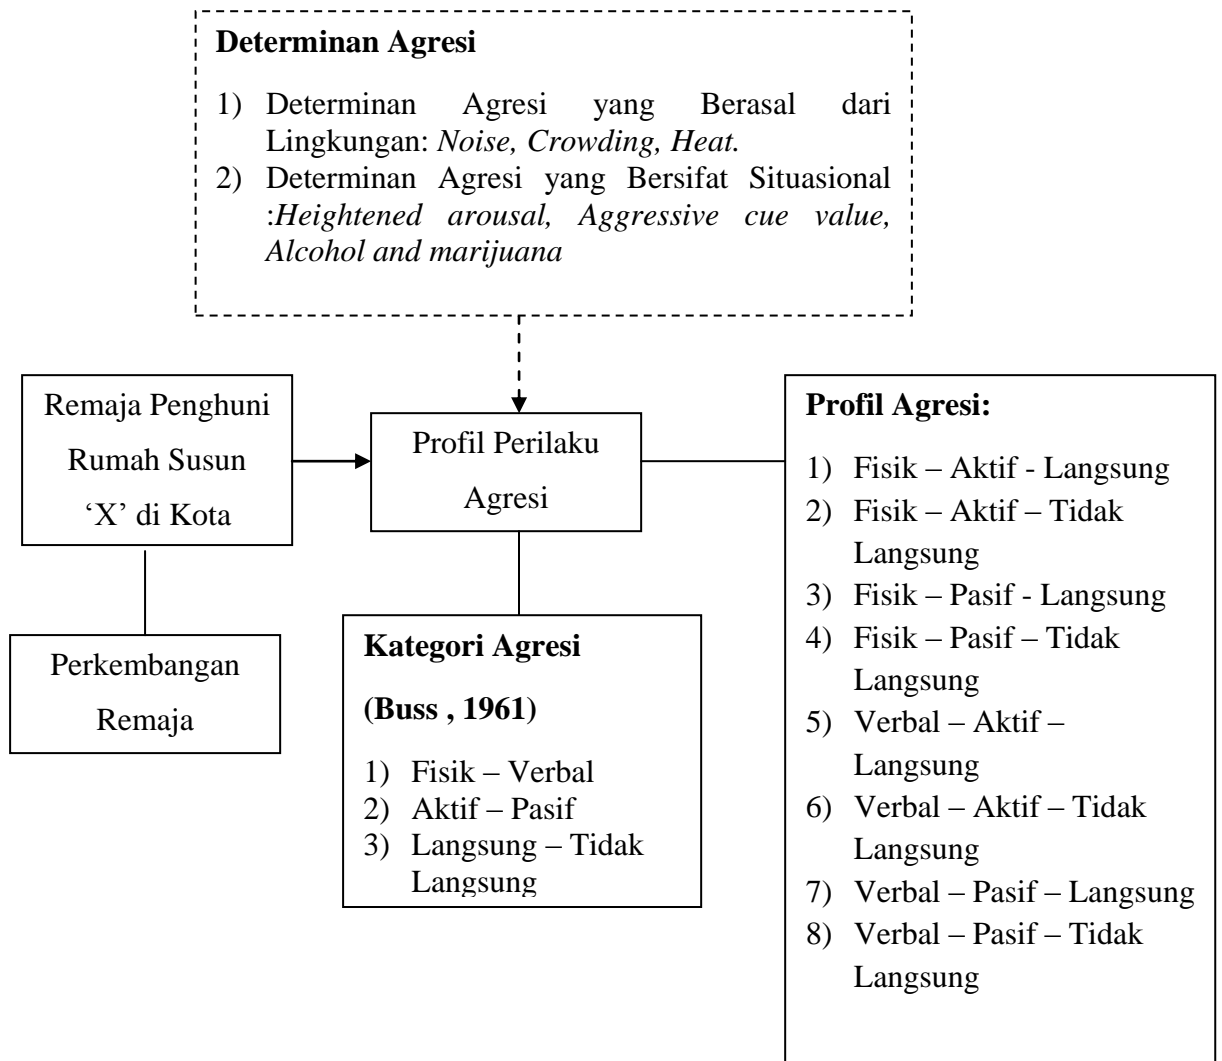 Determinan Agresi
1) Determinan Agresi yang Berasal dari
Lingkungan: Noise, Crowding, Heat.
2) Determinan Agresi yang Bersifat Situasional
:Heightened arousal, Aggressive cue value,
Alcohol and marijuana
Remaja Penghuni
Rumah Susun
‘X’ di Kota
Perkembangan
Remaja
Profil Perilaku
Agresi
Kategori Agresi
(Buss , 1961)
1) Fisik – Verbal
2) Aktif – Pasif
3) Langsung – Tidak
Langsung
Profil Agresi:
1) Fisik – Aktif - Langsung
2) Fisik – Aktif – Tidak
Langsung
3) Fisik – Pasif - Langsung
4) Fisik – Pasif – Tidak
Langsung
5) Verbal – Aktif –
Langsung
6) Verbal – Aktif – Tidak
Langsung
7) Verbal – Pasif – Langsung
8) Verbal – Pasif – Tidak
Langsung